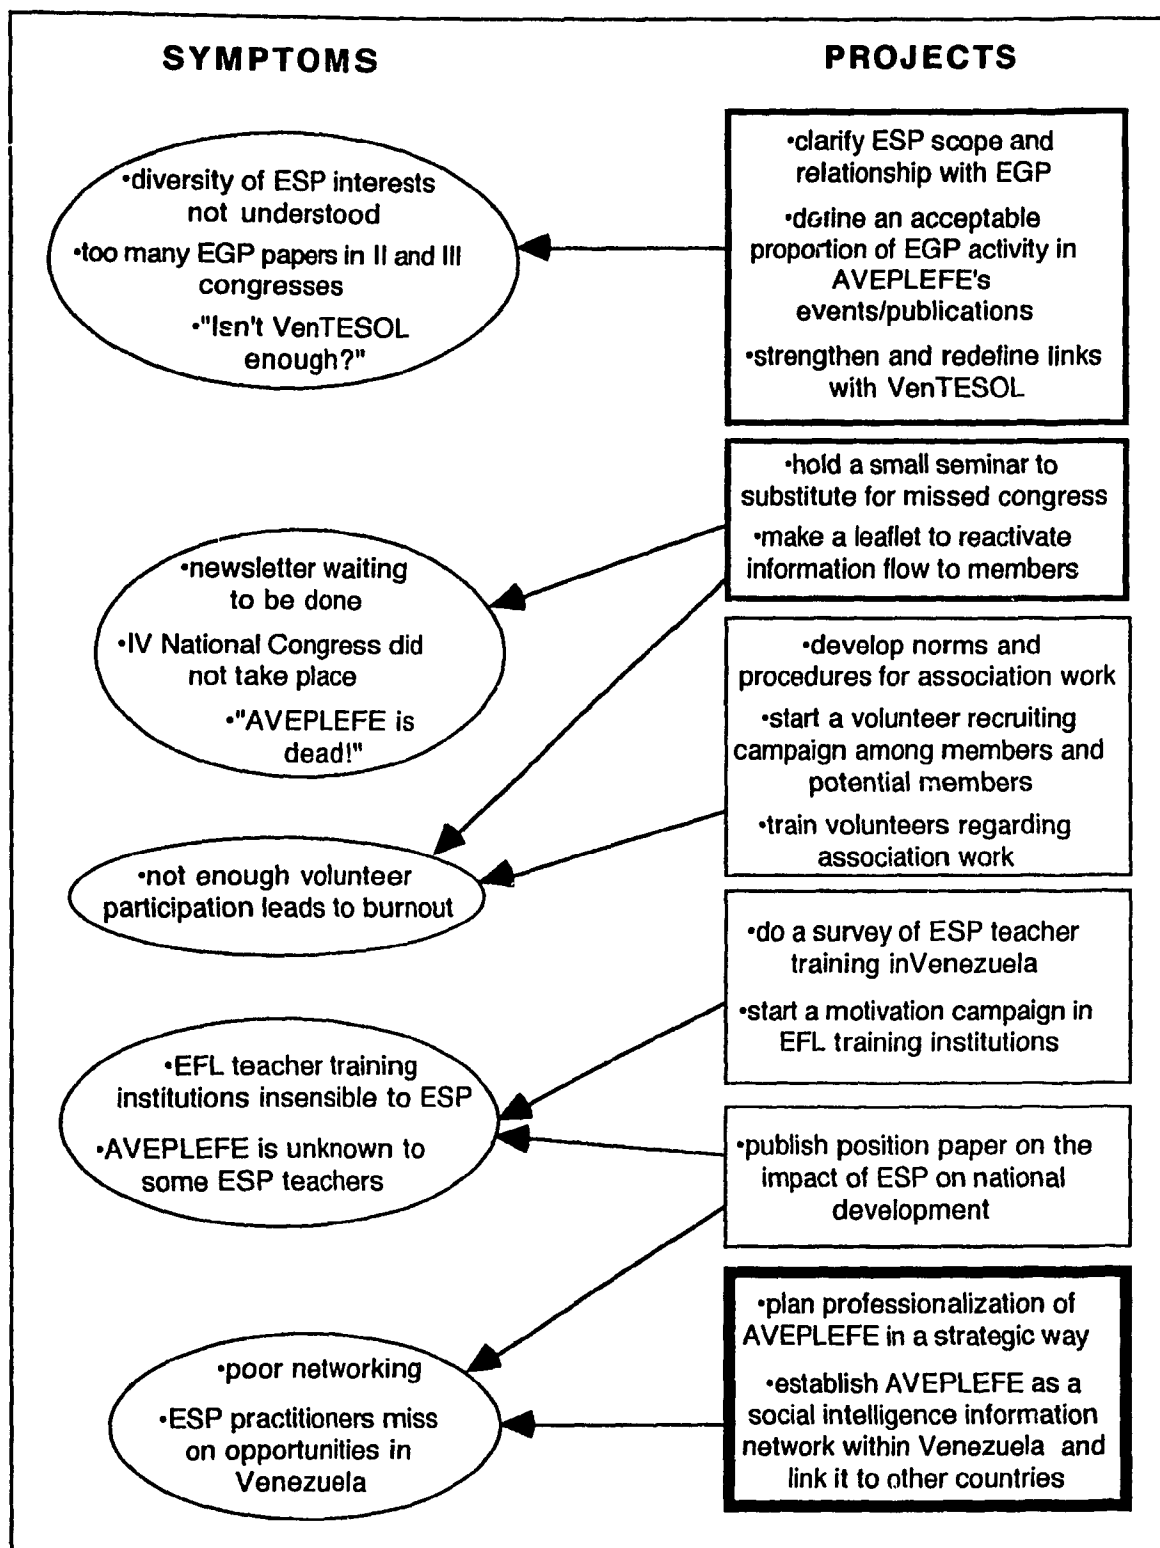 SYMPTOMS
•diversity of ESP interests
not understood
•too many EGP papers in II and III
congresses
•"Isn't VenTESOL
enough?"
•newsletter waiting
to be done
•IV National Congress did
not take place
•"AVEPLEFE is
dead!"
•not enough volunteer
participation leads to burnout
•EFL teacher training
institutions insensible to ESP
•AVEPLEFE is unknown to
some ESP teachers
•poor networking
•ESP practitioners miss
on opportunities in
Venezuela
PROJECTS
•clarify ESP scope and
relationship with EGP
•define an acceptable
proportion of EGP activity in
AVEPLEFE's
events/publications
•strengthen and redefine links
with VenTESOL
•hold a small seminar to
substitute for missed congress
•make a leaflet to reactivate
information flow to members
•develop norms and
procedures for association work
•start a volunteer recruiting
campaign among members and
potential members
•train volunteers regarding
association work
•do a survey of ESP teacher
training inVenezuela
•start a motivation campaign in
EFL training institutions
•publish position paper on the
impact of ESP on national
development
•plan professionalization of
AVEPLEFE in a strategic way
•establish AVEPLEFE as a
social intelligence information
network within Venezuela and
link it to other countries